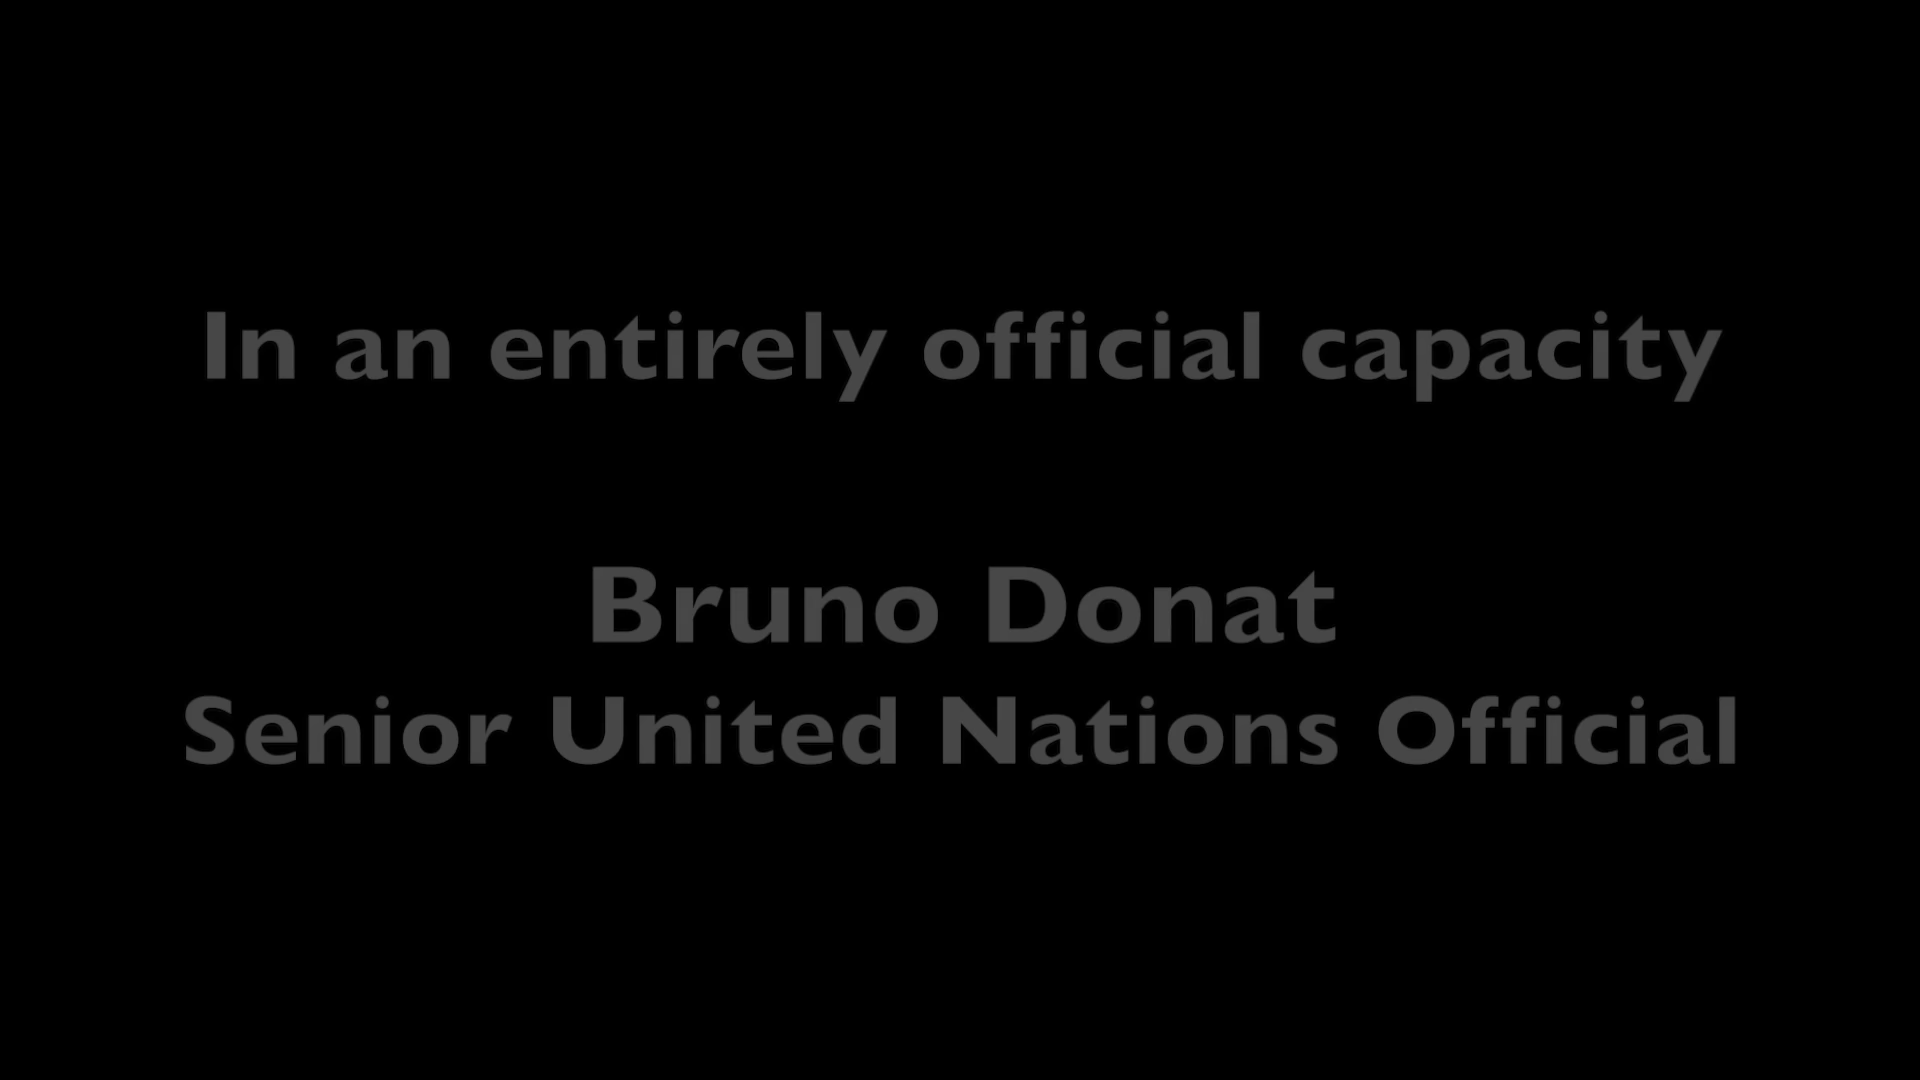 In an entirely official capacity
Bruno Donat
Senior United Nations Official